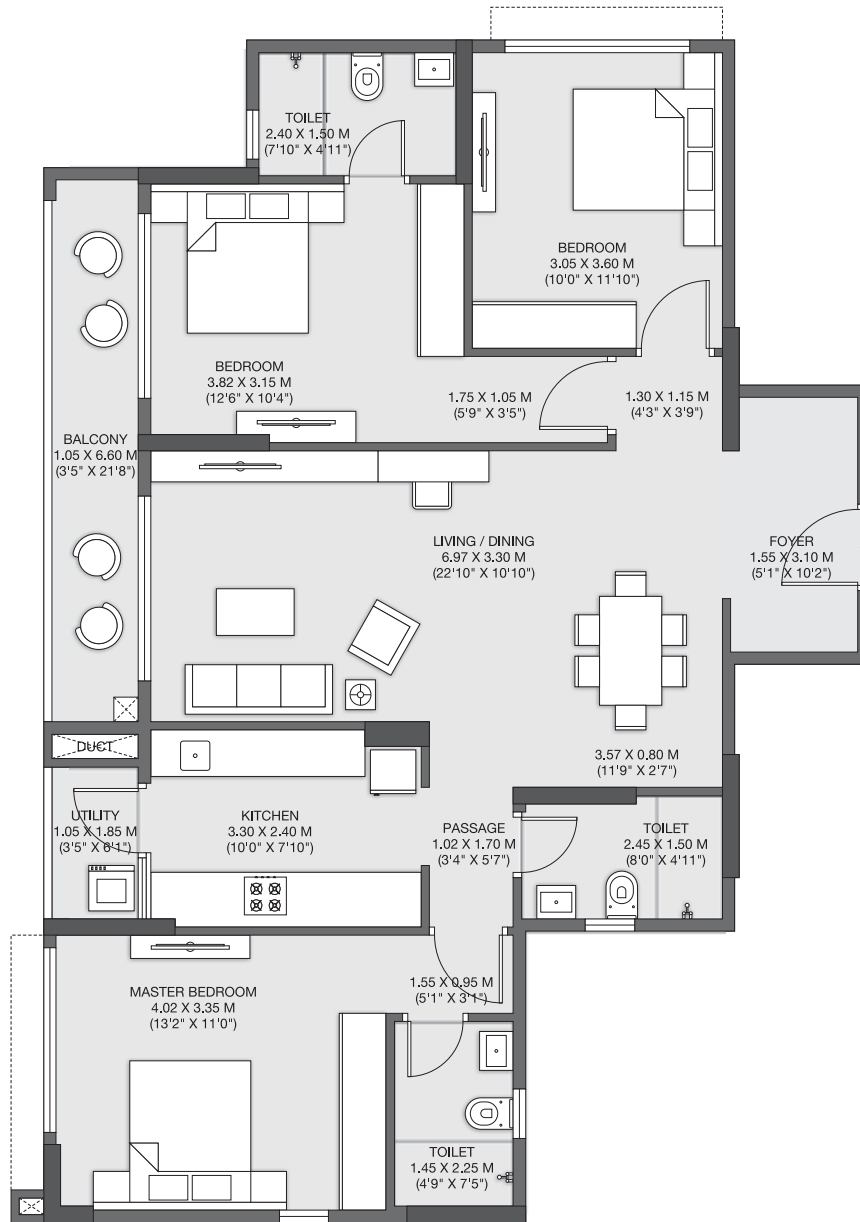 TOILET
2.40 X 1.50 M
(7'10" X 4'11")
BEDROOM
3.05 X 3.60 M
(10'0" X 11'10")
BEDROOM
3.82 X 3.15 M
(12'6" X 10'4")
1.75 X 1.05 M
(5'9" X 3'5")
1.30 X 1.15 M
(4'3" X 3'9")
BALCONY
1.05 X 6.60 M
(3'5" X 21'8")
LIVING / DINING
6.97 X 3.30 M
(22'10" X 10'10")
FOYER
1.55 X 3.10 M
(5'1" X 10'2")
DUCT
3.57 X 0.80 M
(11'9" X 2'7")
UTILITY
1.05 X 1.85 M
(3'5" X 6'1")
KITCHEN
3.30 X 2.40 M
(10'0" X 7'10)
PASSAGE
1.02 X 1.70 M
(3'4" X 5'7")
TOILET
2.45 X 1.50 M
(8'0" X 4'11")
MASTER BEDROOM
4.02 X 3.35 M
(13'2" X 11'0")
1.55 X 0.95 M
(5'1" X 3'1")
TOILET
1.45 X 2.25 M
(4'9" X 7'5")